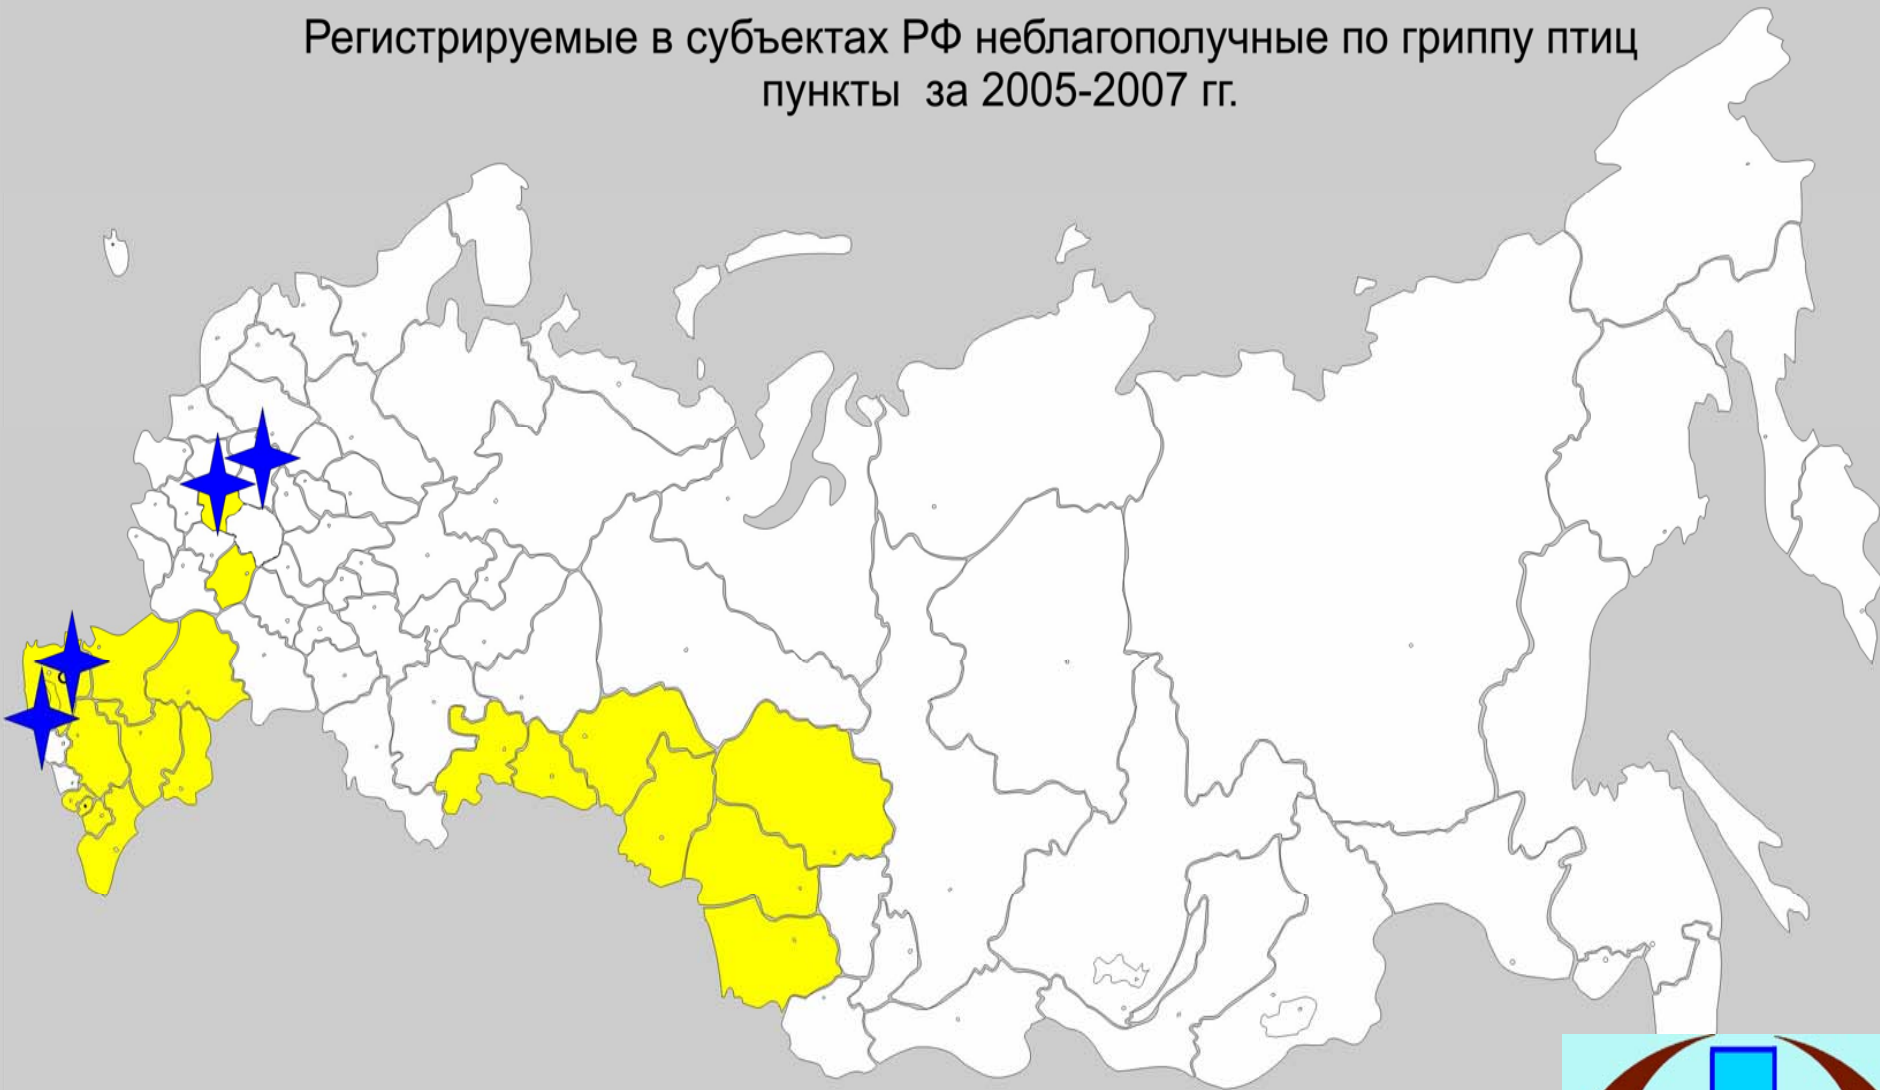 Регистрируемые в субъектах РФ неблагополучные по гриппу птиц
пункты за 2005-2007 гг.